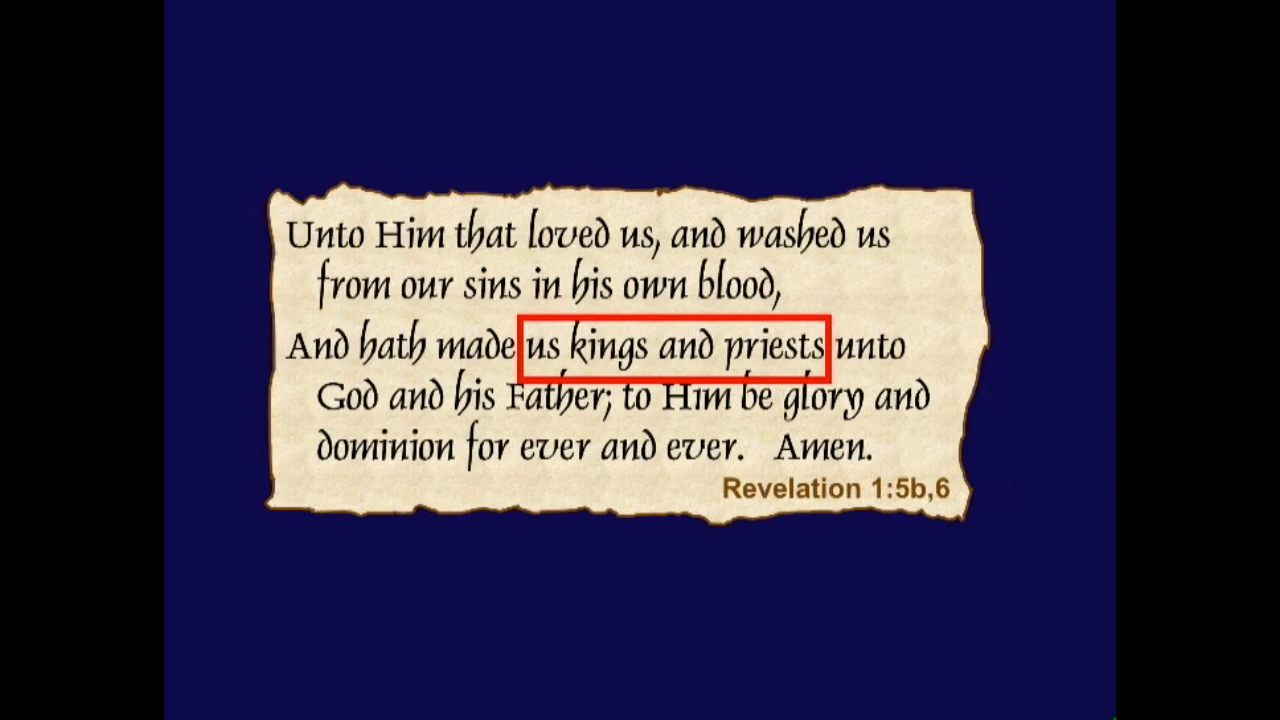 Unto Him that loved us, and washed us
from our sins in his own blood,
And hath made us kings and priests unto
God and his Father; to Him be glory and
dominion for ever and ever. Amen.
Revelation 1:5b,6